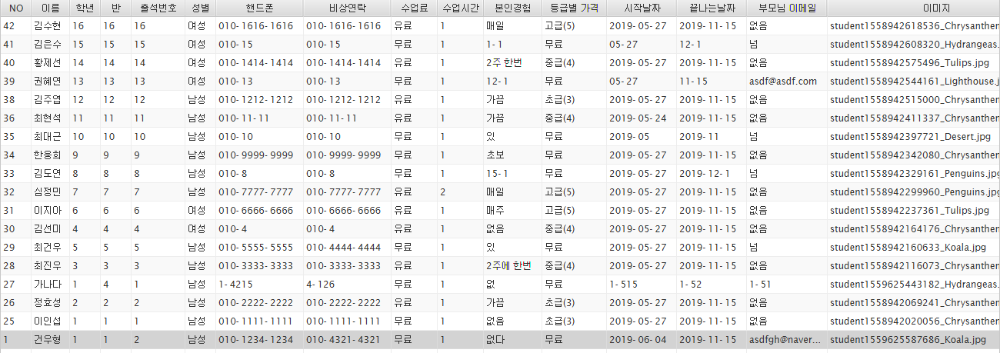 NO 이름 학년 반 출석번호 성별 핸드폰 비상연락 수업료 수업시간 본인경험 등급별 가격 시작날짜 끝나는날짜 부모님 이메일 이미지
42 김수현 16 16 16 여성 010-1616-1616 010-1616-1616 유료 1 매일 고급(5) 2019-05-27 2019-11-15 없음 student1558942618536_Chrysanthen
41 김은수 15 15 15 여성 010-15 010-15 무료 1 1-1 무료 05-27 12-1 넘 student1558942608320_Hydrangeas.
40 황제선 14 14 14 여성 010-1414-1414 010-1414-1414 유료 1 2주 한번 중급(4) 2019-05-27 2019-11-15 없음 student1558942575496_Tulips.jpg
39 권혜연 13 13 13 여성 010-13 010-13 무료 1 12-1 무료 05-27 11-15 asdf@asdf.com student1558942544161_Lighthouse.j
38 김주엽 12 12 12 남성 010-1212-1212 010-1212-1212 유료 1 가끔 초급(3) 2019-05-27 2019-11-15 없음 student1558942515000_Chrysanthen
36 최현석 11 11 11 남성 010-11-11 010-11-11 유료 1 가끔 중급(4) 2019-05-24 2019-11-15 없음 student1558942411337_Chrysanthen
35 최대근 10 10 10 남성 010-10 010-10 무료 1 있 무료 2019-05 2019-11 넘 student1558942397721_Desert.jpg
34 한웅희 9 9 9 남성 010-9999-9999 010-9999-9999 무료 1 초보 무료 2019-05-27 2019-11-15 없음 student1558942342080_Chrysanthen
33 김도연 8 8 8 남성 010-8 010-8 무료 1 15-1 무료 2019-05-27 2019-12-1 넘 student1558942329161_Penguins.jpg
32 심정민 7 7 7 남성 010-7777-7777 010-7777-7777 유료 2 매일 고급(5) 2019-05-27 2019-11-15 없음 student1558942299960_Penguins.jpg
31 이지아 6 6 6 여성 010-6666-6666 010-6666-6666 유료 1 매주 고급(5) 2019-05-27 2019-11-15 없음 student1558942237361_Tulips.jpg
30 김선미 4 4 4 여성 010-4 010-4 유료 1 없음 중급(4) 2019-05-27 2019-11-15 없음 student1558942164176_Chrysanthen
29 최건우 5 5 5 남성 010-5555-5555 010-4444-4444 무료 1 있 무료 2019-05-27 2019-11-15 넘 student1558942160633_Koala.jpg
28 최진우 3 3 3 남성 010-3333-3333 010-3333-3333 유료 1 2주에 한번 중급(4) 2019-05-27 2019-11-15 없음 student1558942116073_Chrysanthen
27 가나다 1 4 1 남성 1-4215 4-126 무료 1 없 무료 1-515 1-52 1-51 student1559625443182_Hydrangeas.
26 정효성 2 2 2 남성 010-2222-2222 010-2222-2222 유료 1 가끔 초급(3) 2019-05-27 2019-11-15 없음 student1558942069241_Chrysanthen
25 이인섭 1 1 1 남성 010-1111-1111 010-1111-1111 유료 1 없음 초급(3) 2019-05-27 2019-11-15 없음 student1558942020056_Chrysanthen
1 건우형 1 1 2 남성 010-1234-1234 010-4321-4321 무료 1 없다 무료 2019-06-04 2019-11-15 asdfgh@naver... student1559625587686_Koala.jpg